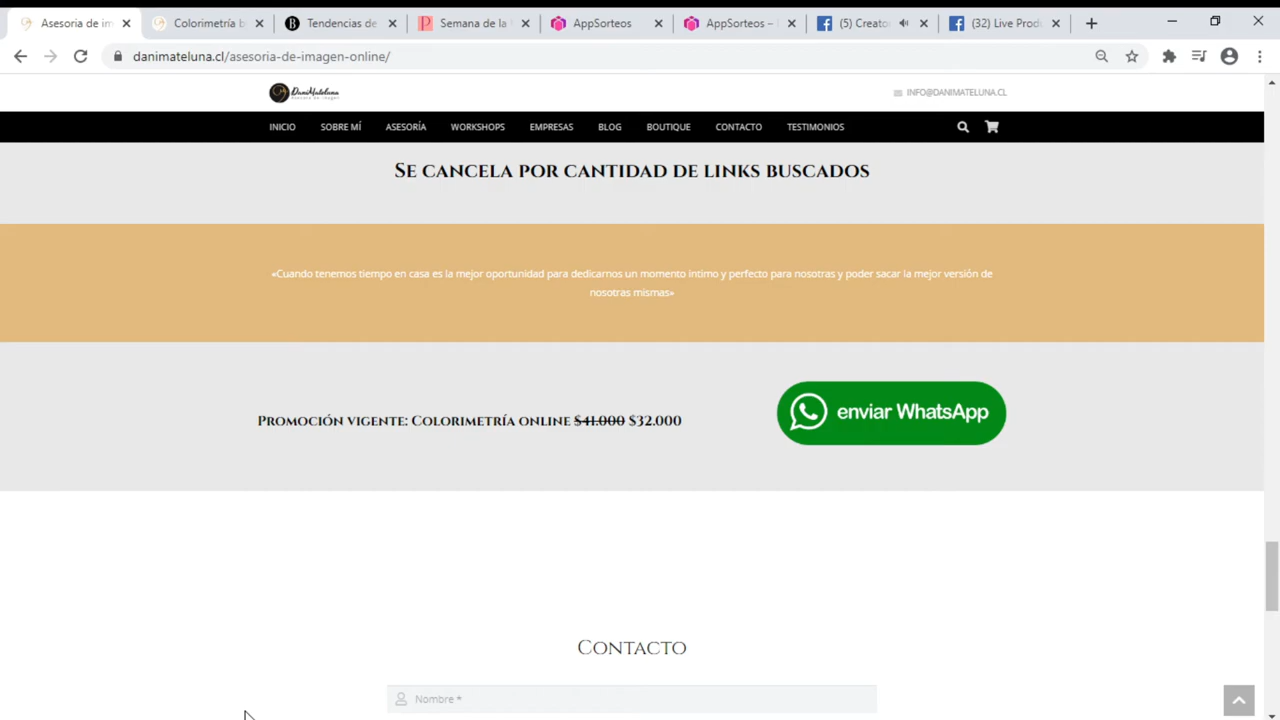 Asesoria de im
Colorimetría b
Tendencias de
Semana de la
AppSorteos
AppSorteos –
(5) Creato
(32) Live Produ
danimateluna.cl/asesoria-de-imagen-online/
DaniMateluna
INFO@DANIMATELUNA.CL
INICIO SOBRE MÍ ASESORÍA WORKSHOPS EMPRESAS BLOG BOUTIQUE CONTACTO TESTIMONIOS
Se cancela por cantidad de links buscados
«Cuando tenemos tiempo en casa es la mejor oportunidad para dedicarnos un momento íntimo y perfecto para nosotras y poder sacar la mejor versión de
nosotras mismas»
Promoción vigente: Colorimetría online $41.000 $32.000
enviar WhatsApp
Contacto
Nombre *